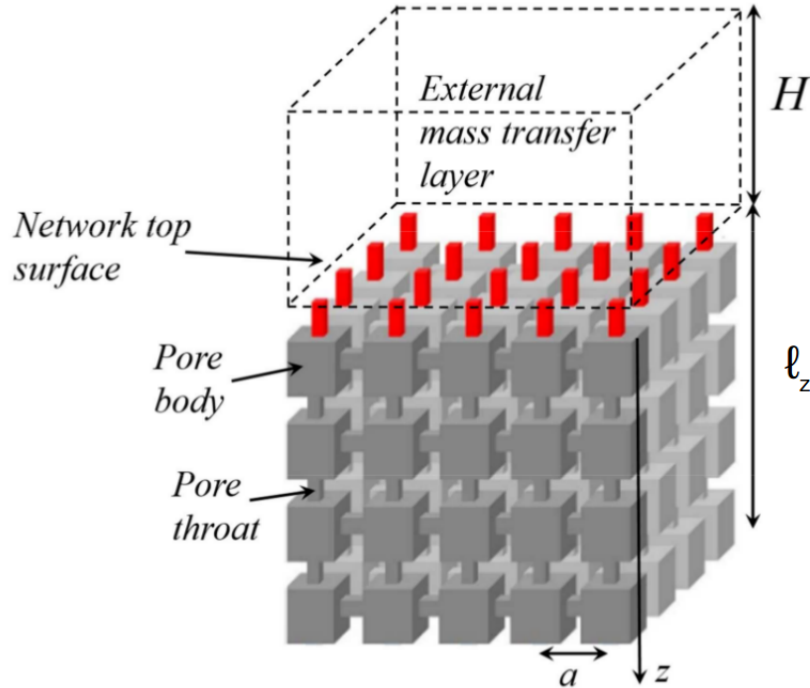 External
mass transfer
layer
H
Network top
surface
Pore
body
ℓz
Pore
throat
a
z